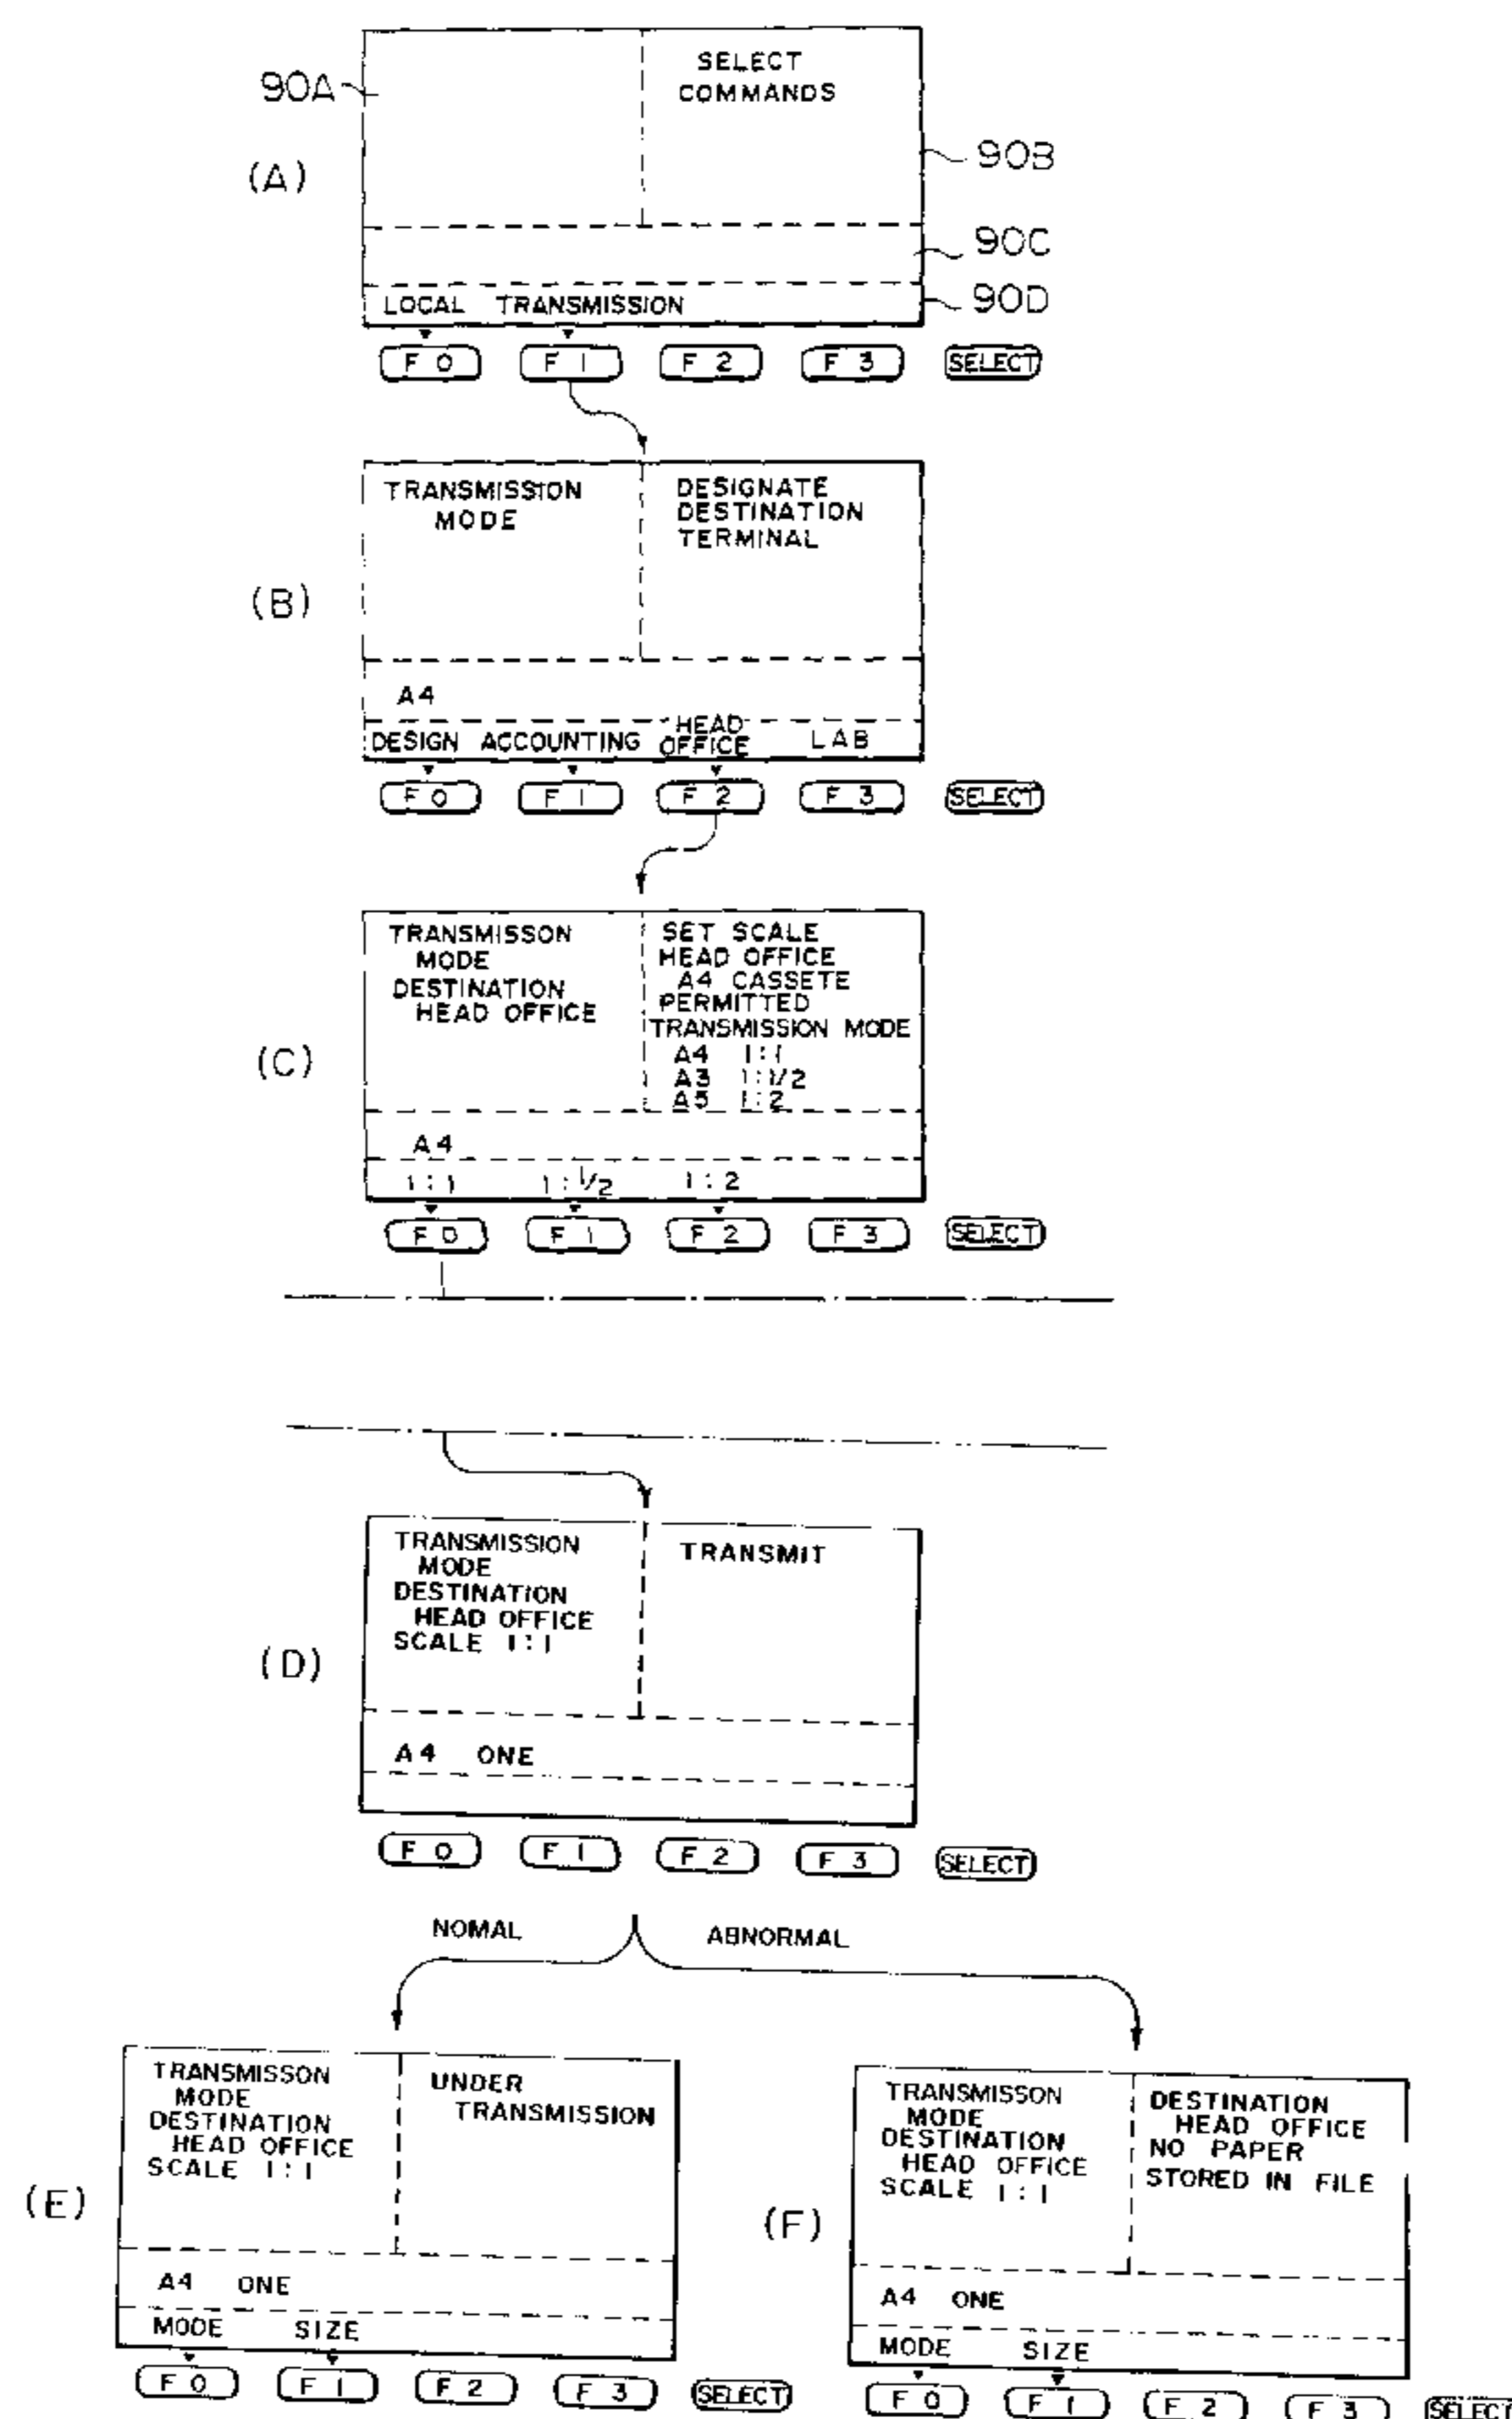 SELECT
COMMANDS
90A
90B
(A)
90C
90D
LOCAL TRANSMISSION
F 0 F 1 F 2 F 3 SELECT
TRANSMISSION
MODE
DESIGNATE
DESTINATION
TERMINAL
(B)
A4
DESIGN ACCOUNTING HEAD OFFICE LAB
F 0 F 1 F 2 F 3 SELECT
TRANSMISSON
MODE
DESTINATION
HEAD OFFICE
SET SCALE
HEAD OFFICE
A4 CASSETE
PERMITTED
TRANSMISSION MODE
A4 1:1
A3 1:1/2
A5 1:2
(C)
A4
1:1 1:1/2 1:2
F 0 F 1 F 2 F 3 SELECT
TRANSMISSION
MODE
DESTINATION
HEAD OFFICE
SCALE 1:1
TRANSMIT
(D)
A4 ONE
F 0 F 1 F 2 F 3 SELECT
NOMAL ABNORMAL
TRANSMISSON
MODE
DESTINATION
HEAD OFFICE
SCALE 1:1
UNDER
TRANSMISSION
(E)
A4 ONE
MODE SIZE
F 0 F 1 F 2 F 3 SELECT
TRANSMISSON
MODE
DESTINATION
HEAD OFFICE
SCALE 1:1
DESTINATION
HEAD OFFICE
NO PAPER
STORED IN FILE
(F)
A4 ONE
MODE SIZE
F 0 F 1 F 2 F 3 SELECT